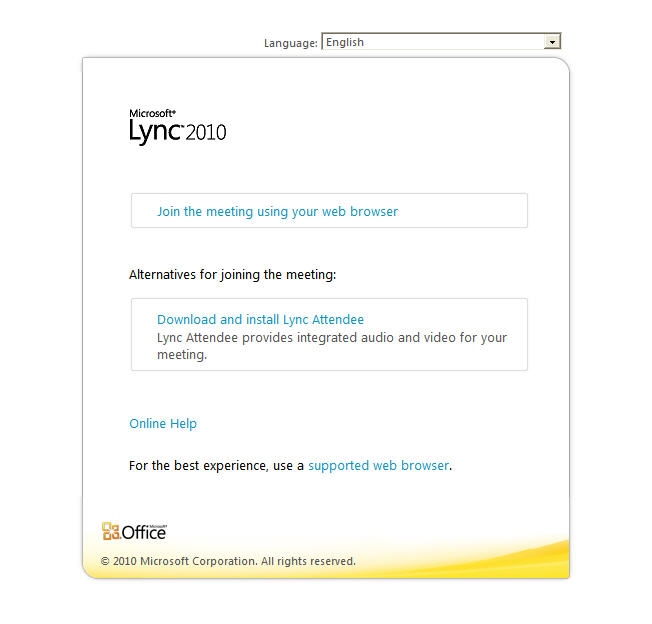 Language: English
Microsoft®
Lync™ 2010
Join the meeting using your web browser
Alternatives for joining the meeting:
Download and install Lync Attendee
Lync Attendee provides integrated audio and video for your
meeting.
Online Help
For the best experience, use a supported web browser.
Microsoft®
Office
© 2010 Microsoft Corporation. All rights reserved.